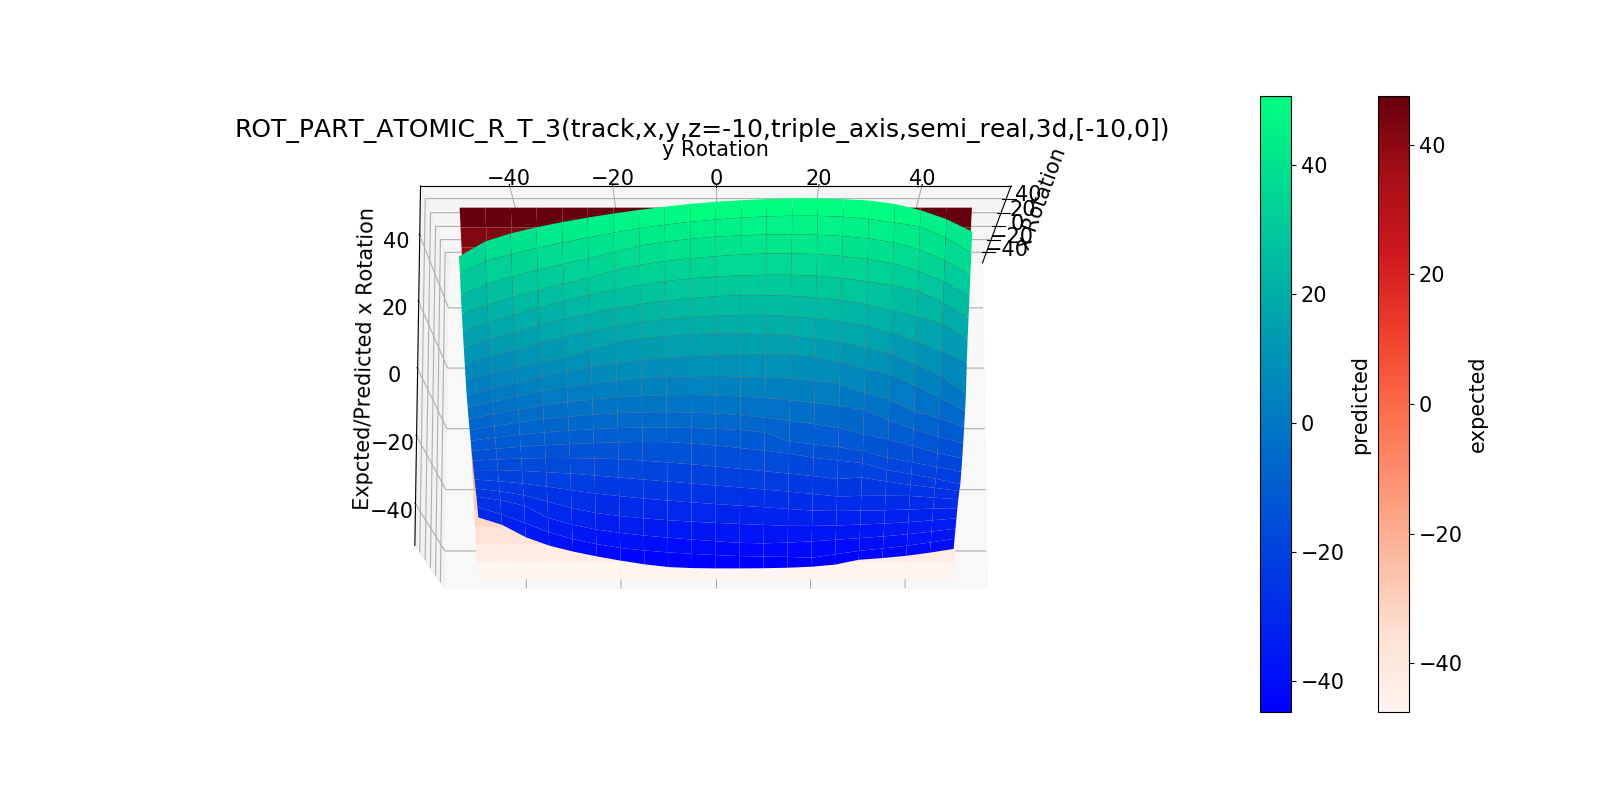 ROT_PART_ATOMIC_R_T_3(track,x,y,z=-10,triple_axis,semi_real,3d,[-10,0])
y Rotation
−40 −20 0 20 40
40
20
0
−20
−40
x Rotation
Expcted/Predicted x Rotation
40
20
0
−20
−40
40
20
0
−20
−40
predicted
40
20
0
−20
−40
expected